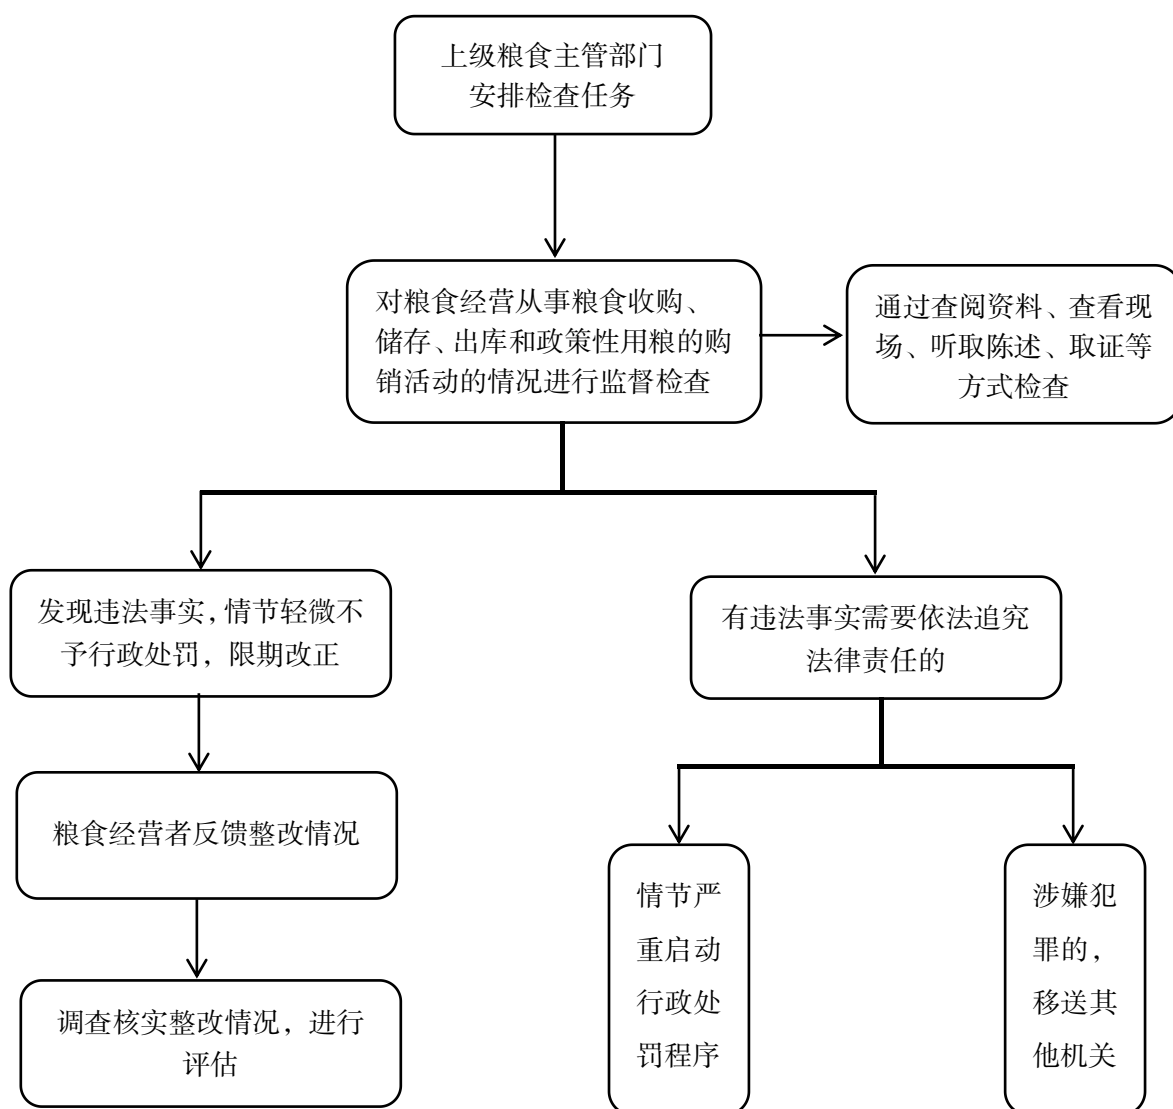 上级粮食主管部门
安排检查任务
对粮食经营从事粮食收购、
储存、出库和政策性用粮的购
销活动的情况进行监督检查
通过查阅资料、查看现
场、听取陈述、取证等
方式检查
发现违法事实，情节轻微不
予行政处罚，限期改正
有违法事实需要依法追究
法律责任的
粮食经营者反馈整改情况
调查核实整改情况，进行
评估
情节严
重启动
行政处
罚程序
涉嫌犯
罪的，
移送其
他机关